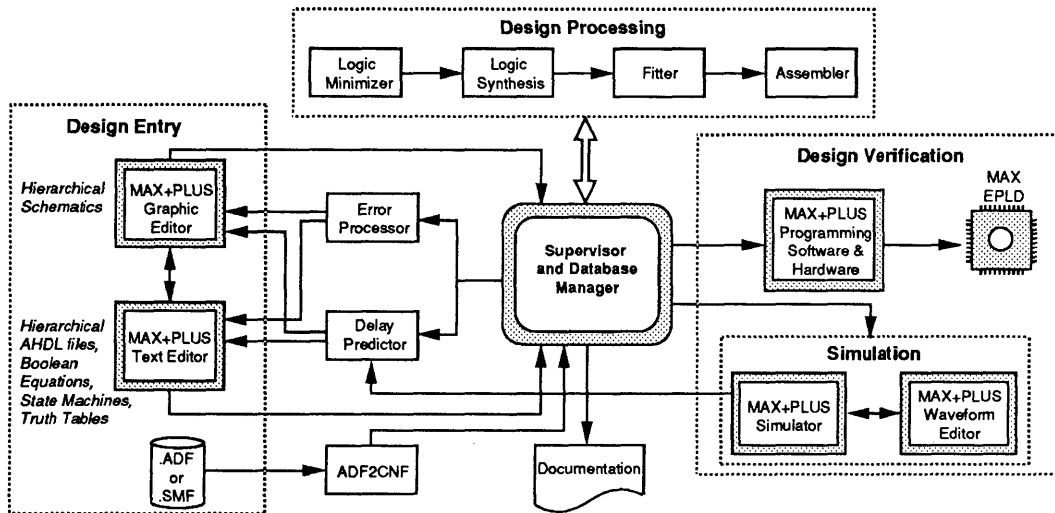 Design Processing
Logic
Minimizer
Logic
Synthesis
Fitter
Assembler
Design Entry
Hierarchical
Schematics
MAX+PLUS
Graphic
Editor
Hierarchical
AHDL files,
Boolean
Equations,
State Machines,
Truth Tables
MAX+PLUS
Text Editor
.ADF
or
.SMF
Error
Processor
Delay
Predictor
ADF2CNF
Supervisor
and Database
Manager
Documentation
Design Verification
MAX+PLUS
Programming
Software &
Hardware
MAX
EPLD
Simulation
MAX+PLUS
Simulator
MAX+PLUS
Waveform
Editor